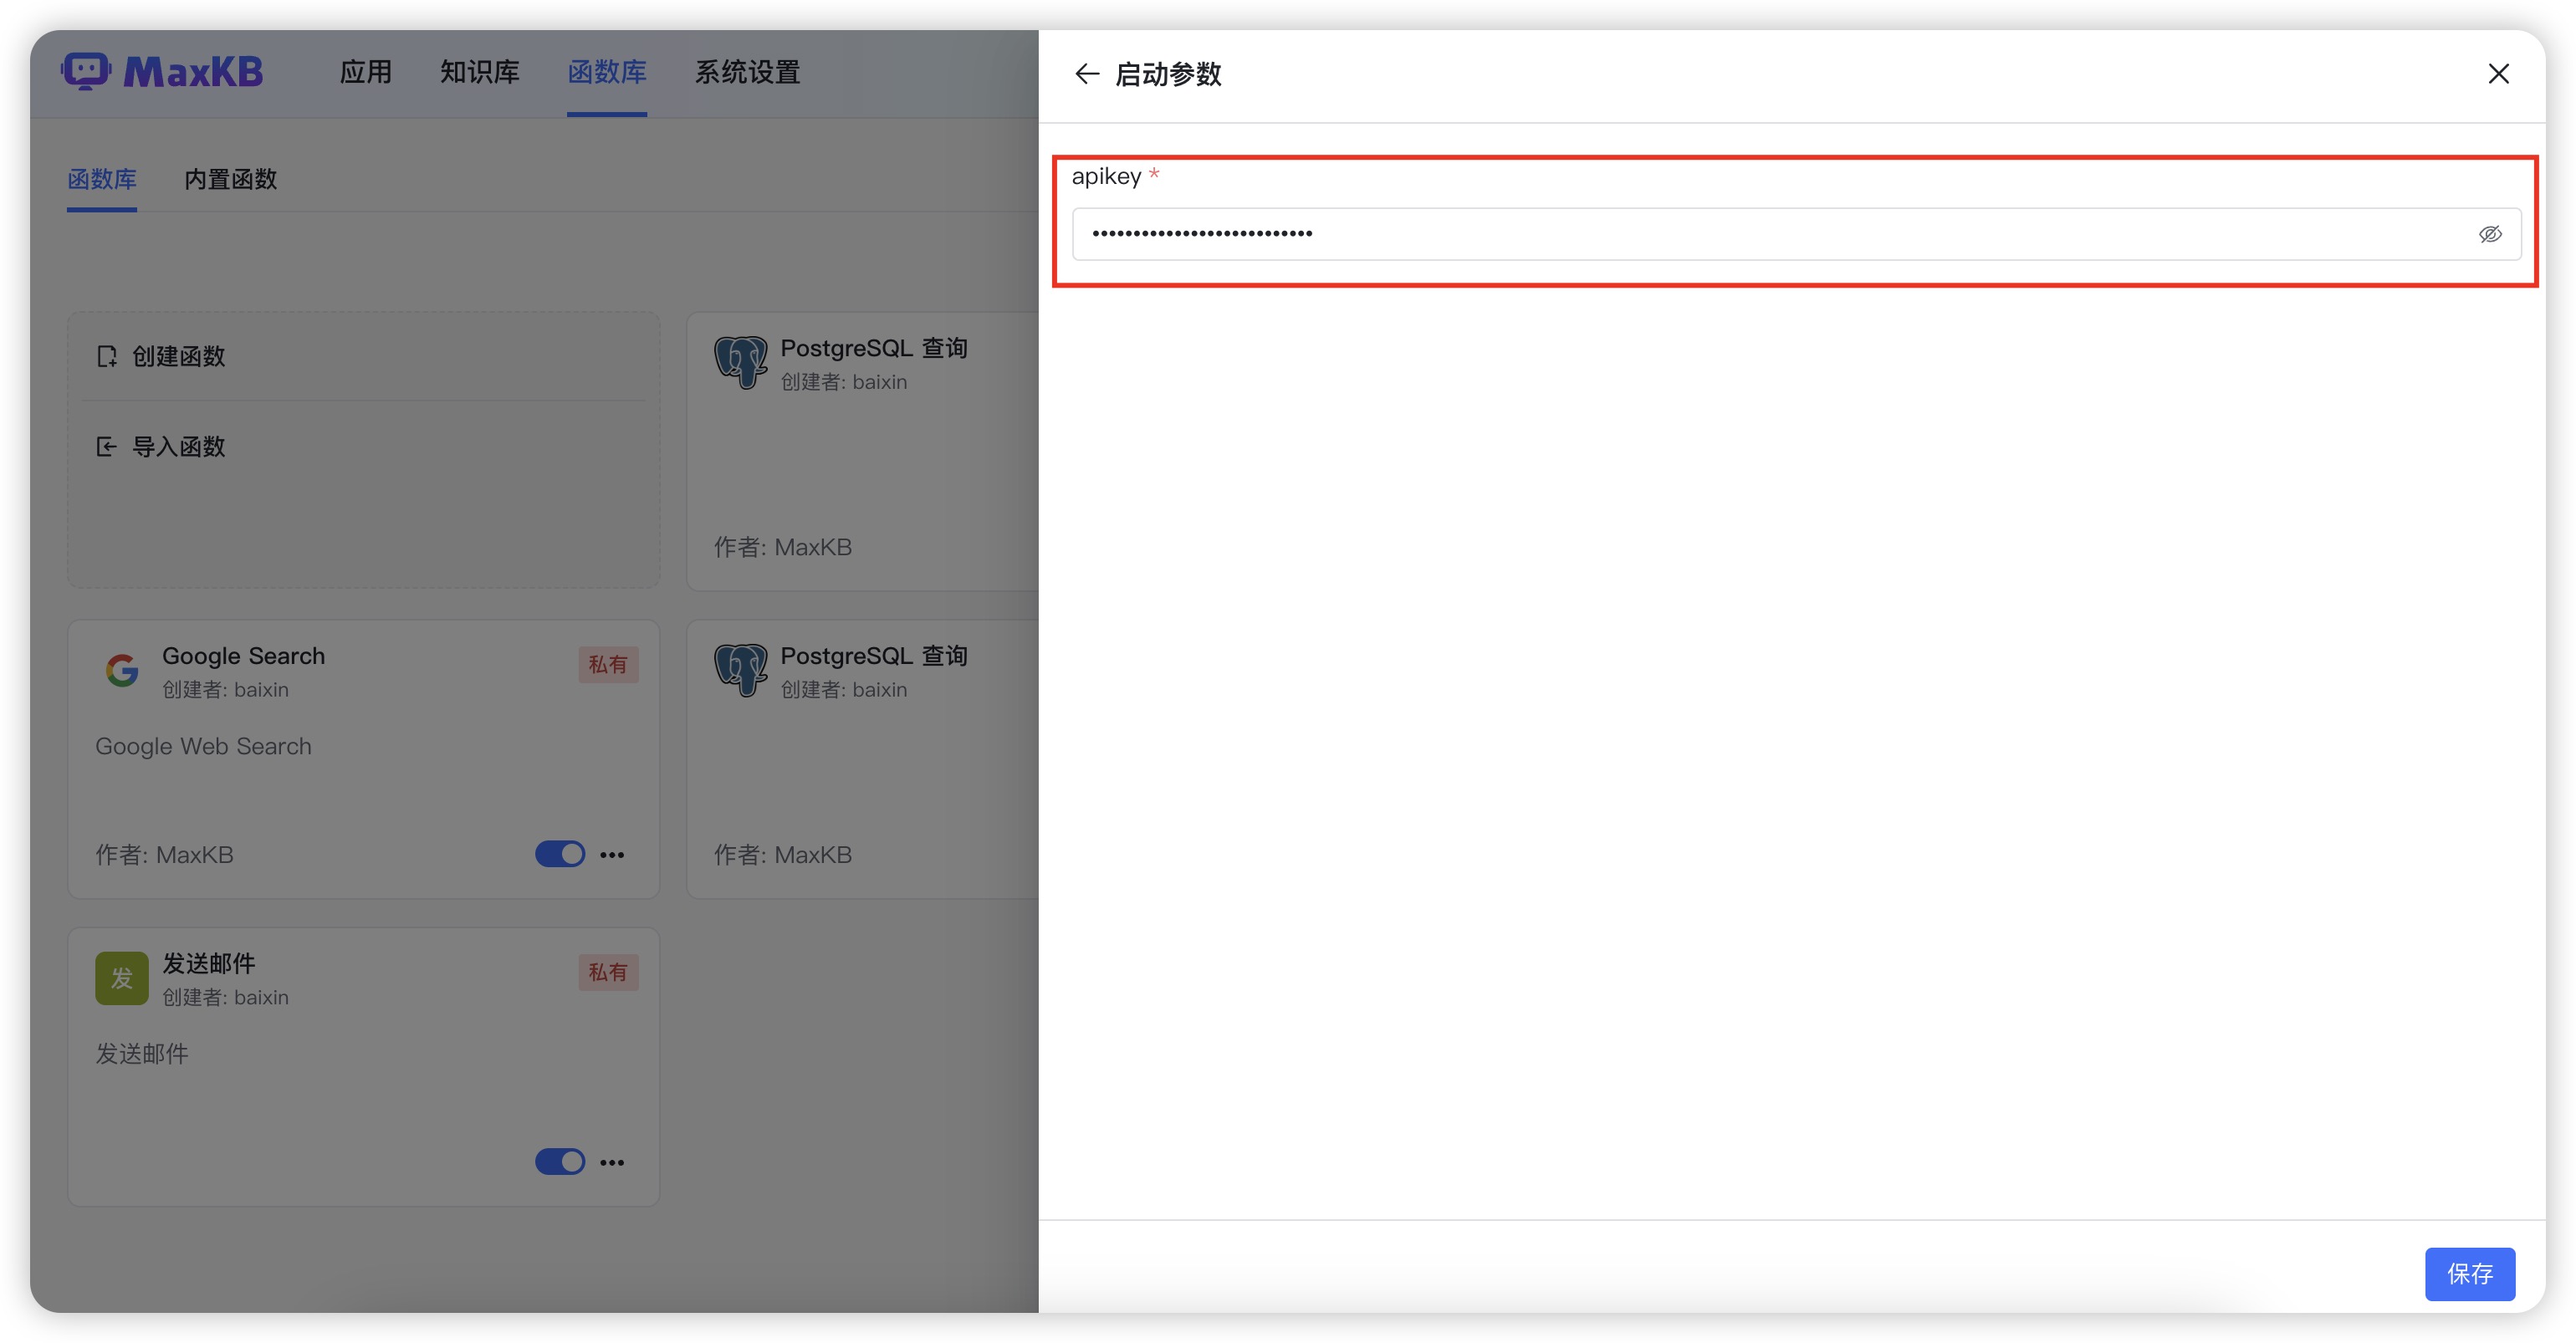 MaxKB
应用 知识库 函数库 系统设置
函数库 内置函数
创建函数
导入函数
PostgreSQL 查询
创建者: baixin
作者: MaxKB
Google Search
创建者: baixin
私有
Google Web Search
作者: MaxKB
PostgreSQL 查询
创建者: baixin
作者: MaxKB
发
发送邮件
创建者: baixin
私有
发送邮件
启动参数
apikey *
•••••••••••••••••••••••••••
保存